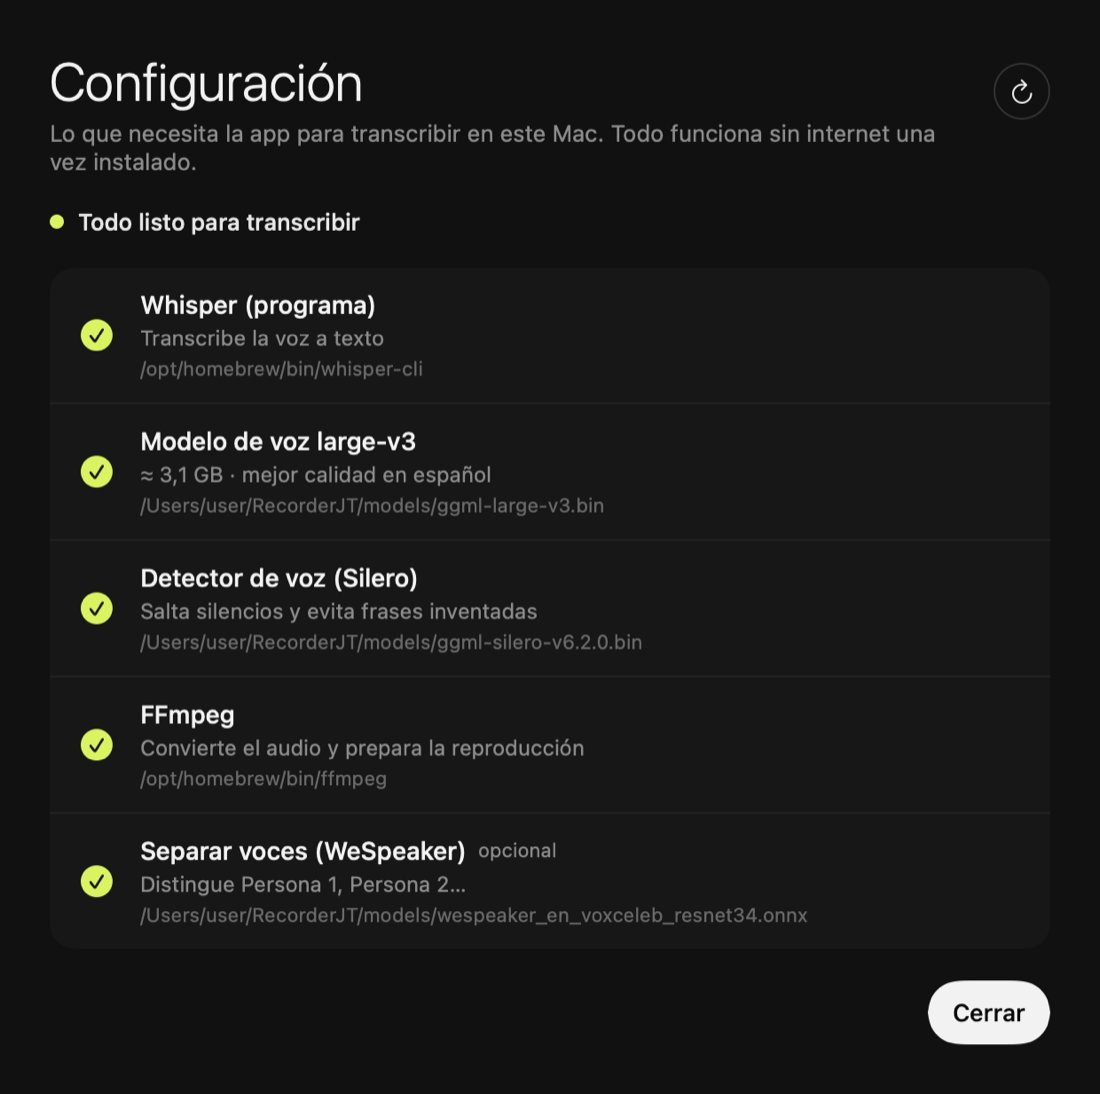 Configuración
Lo que necesita la app para transcribir en este Mac. Todo funciona sin internet una
vez instalado.
Todo listo para transcribir
Whisper (programa)
Transcribe la voz a texto
/opt/homebrew/bin/whisper-cli
Modelo de voz large-v3
≈ 3,1 GB · mejor calidad en español
/Users/user/RecorderJT/models/ggml-large-v3.bin
Detector de voz (Silero)
Salta silencios y evita frases inventadas
/Users/user/RecorderJT/models/ggml-silero-v6.2.0.bin
FFmpeg
Convierte el audio y prepara la reproducción
/opt/homebrew/bin/ffmpeg
Separar voces (WeSpeaker) opcional
Distingue Persona 1, Persona 2...
/Users/user/RecorderJT/models/wespeaker_en_voxceleb_resnet34.onnx
Cerrar